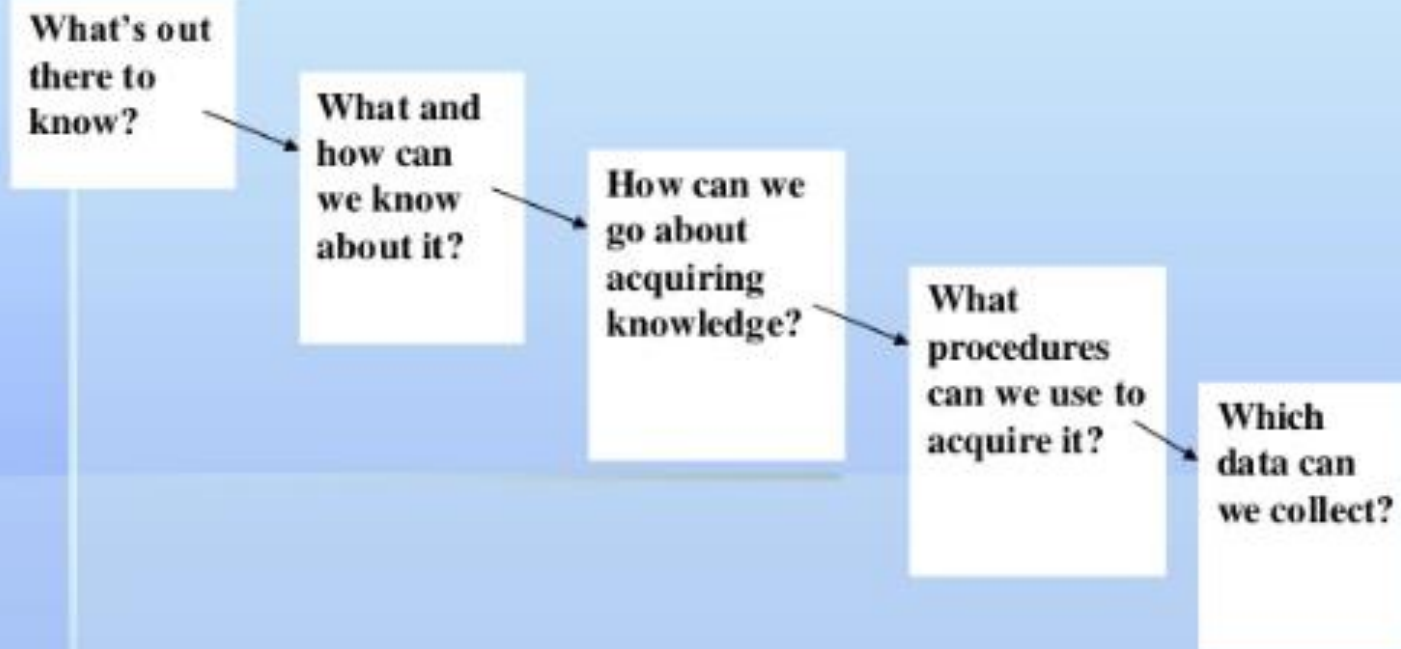 What’s out
there to
know?
What and
how can
we know
about it?
How can we
go about
acquiring
knowledge?
What
procedures
can we use to
acquire it?
Which
data can
we collect?